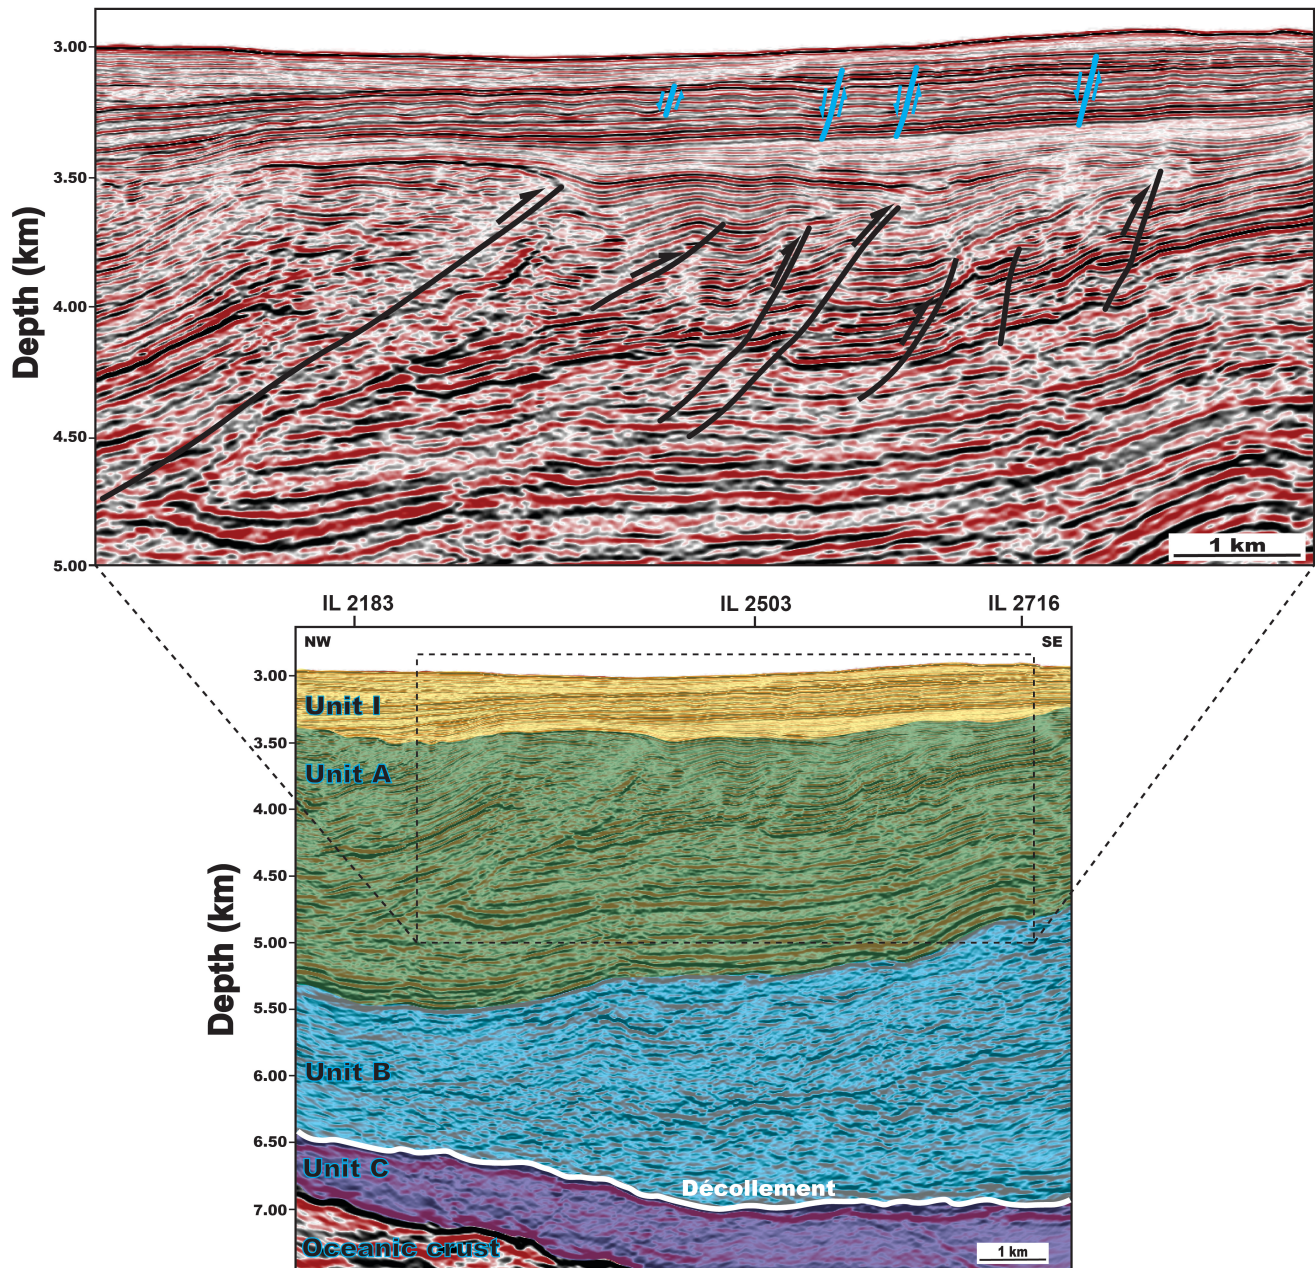 3.00
3.50
4.00
4.50
5.00
Depth (km)
1 km
IL 2183
IL 2503
IL 2716
NW
SE
3.00
3.50
4.00
4.50
5.00
5.50
6.00
6.50
7.00
Depth (km)
Unit I
Unit A
Unit B
Unit C
Décollement
Oceanic crust
1 km